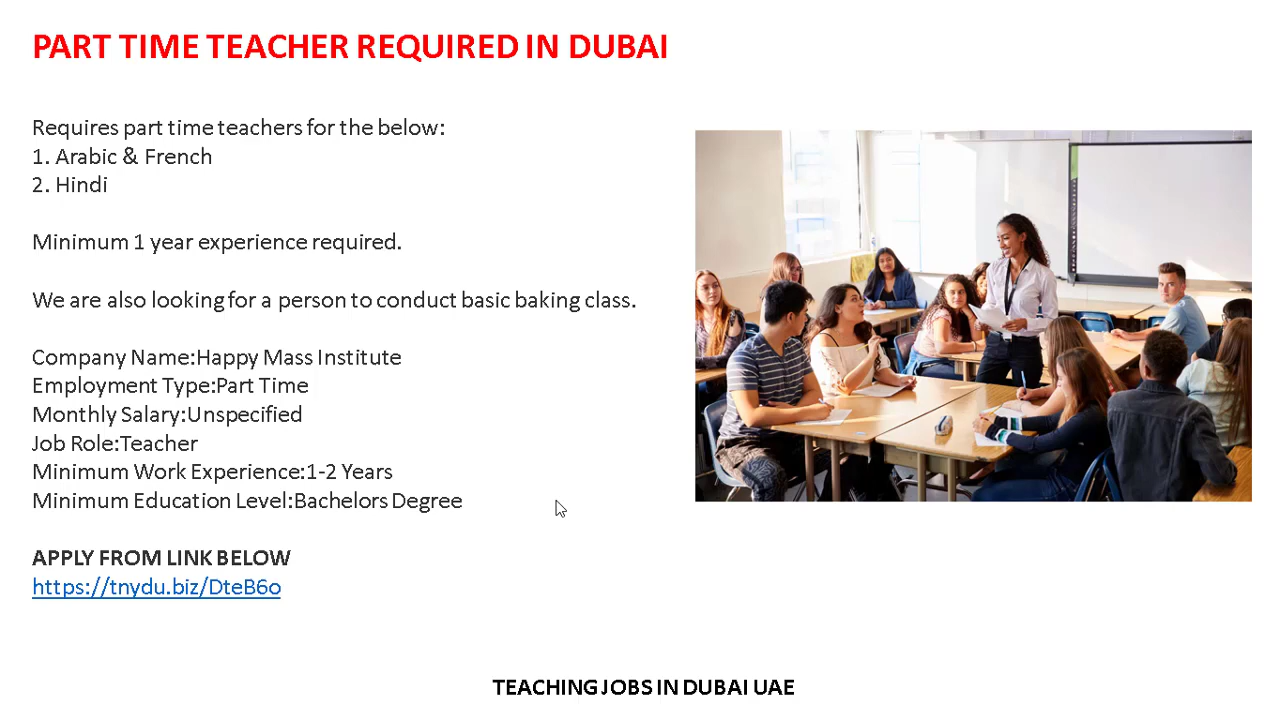 PART TIME TEACHER REQUIRED IN DUBAI
Requires part time teachers for the below:
1. Arabic & French
2. Hindi
Minimum 1 year experience required.
We are also looking for a person to conduct basic baking class.
Company Name:Happy Mass Institute
Employment Type:Part Time
Monthly Salary:Unspecified
Job Role:Teacher
Minimum Work Experience:1-2 Years
Minimum Education Level:Bachelors Degree
APPLY FROM LINK BELOW
https://tnydu.biz/DteB6o
TEACHING JOBS IN DUBAI UAE